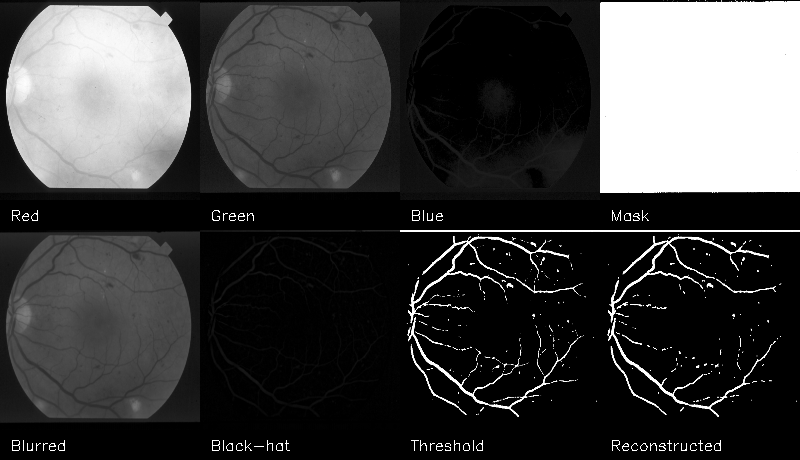 Red
Green
Blue
Mask
Blurred
Black-hat
Threshold
Reconstructed